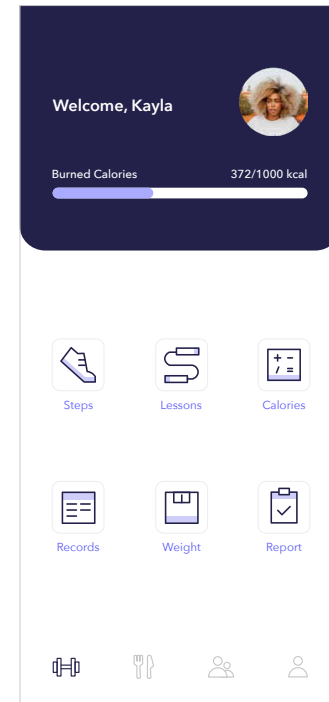 Welcome, Kayla
Burned Calories 372/1000 kcal
Steps Lessons Calories
Records Weight Report